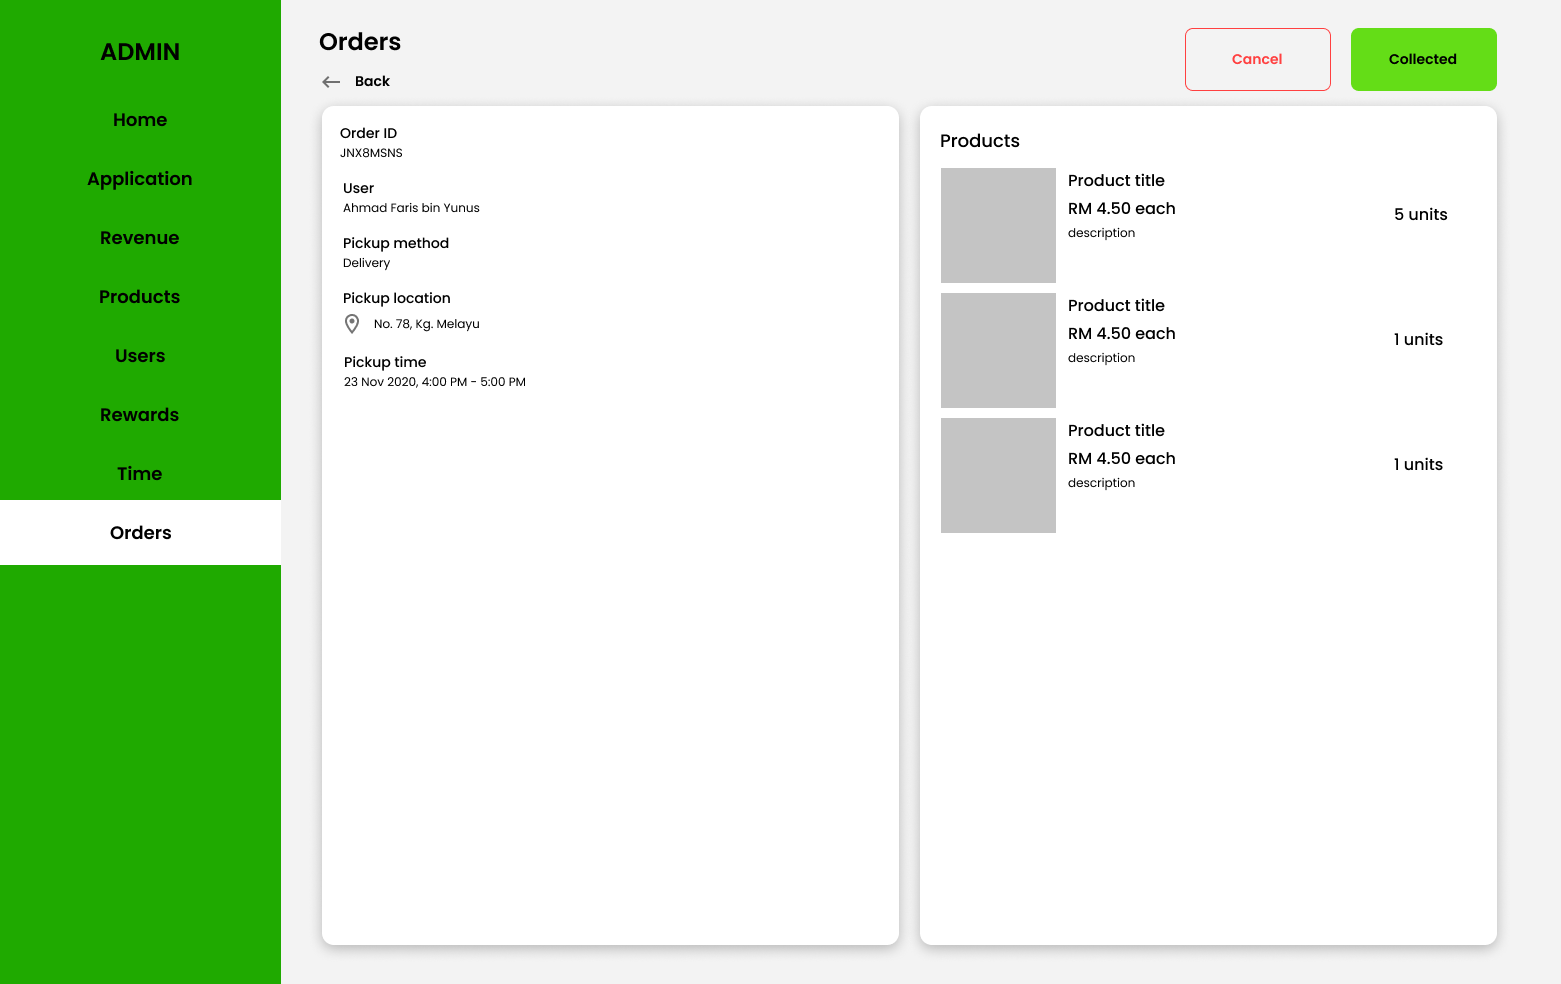 ADMIN
Home
Application
Revenue
Products
Users
Rewards
Time
Orders
Orders
Back
Cancel
Collected
Order ID
JNX8MSNS
User
Ahmad Faris bin Yunus
Pickup method
Delivery
Pickup location
No. 78, Kg. Melayu
Pickup time
23 Nov 2020, 4:00 PM - 5:00 PM
Products
Product title
RM 4.50 each
description
5 units
Product title
RM 4.50 each
description
1 units
Product title
RM 4.50 each
description
1 units